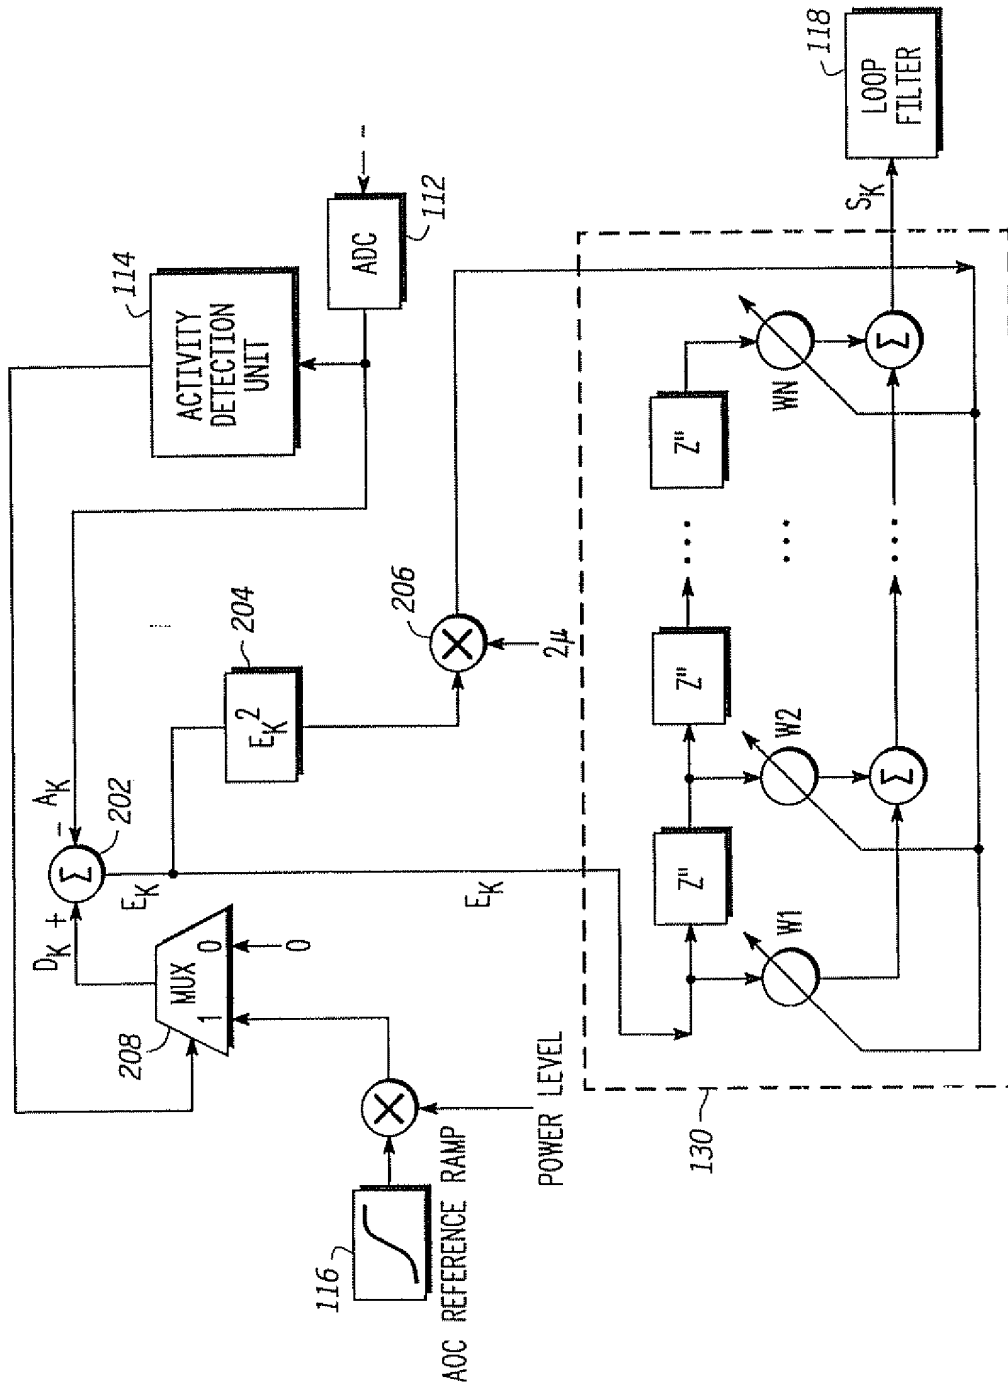 116
AOC REFERENCE RAMP
POWER LEVEL
208
MUX
1
0
0
D_K +
- A_K
202
Σ
E_K
E_K
204
E_K^2
206
2μ
114
ACTIVITY
DETECTION
UNIT
ADC
112
130
Z"
Z"
...
Z"
W1
W2
...
WN
Σ
...
Σ
S_K
118
LOOP
FILTER